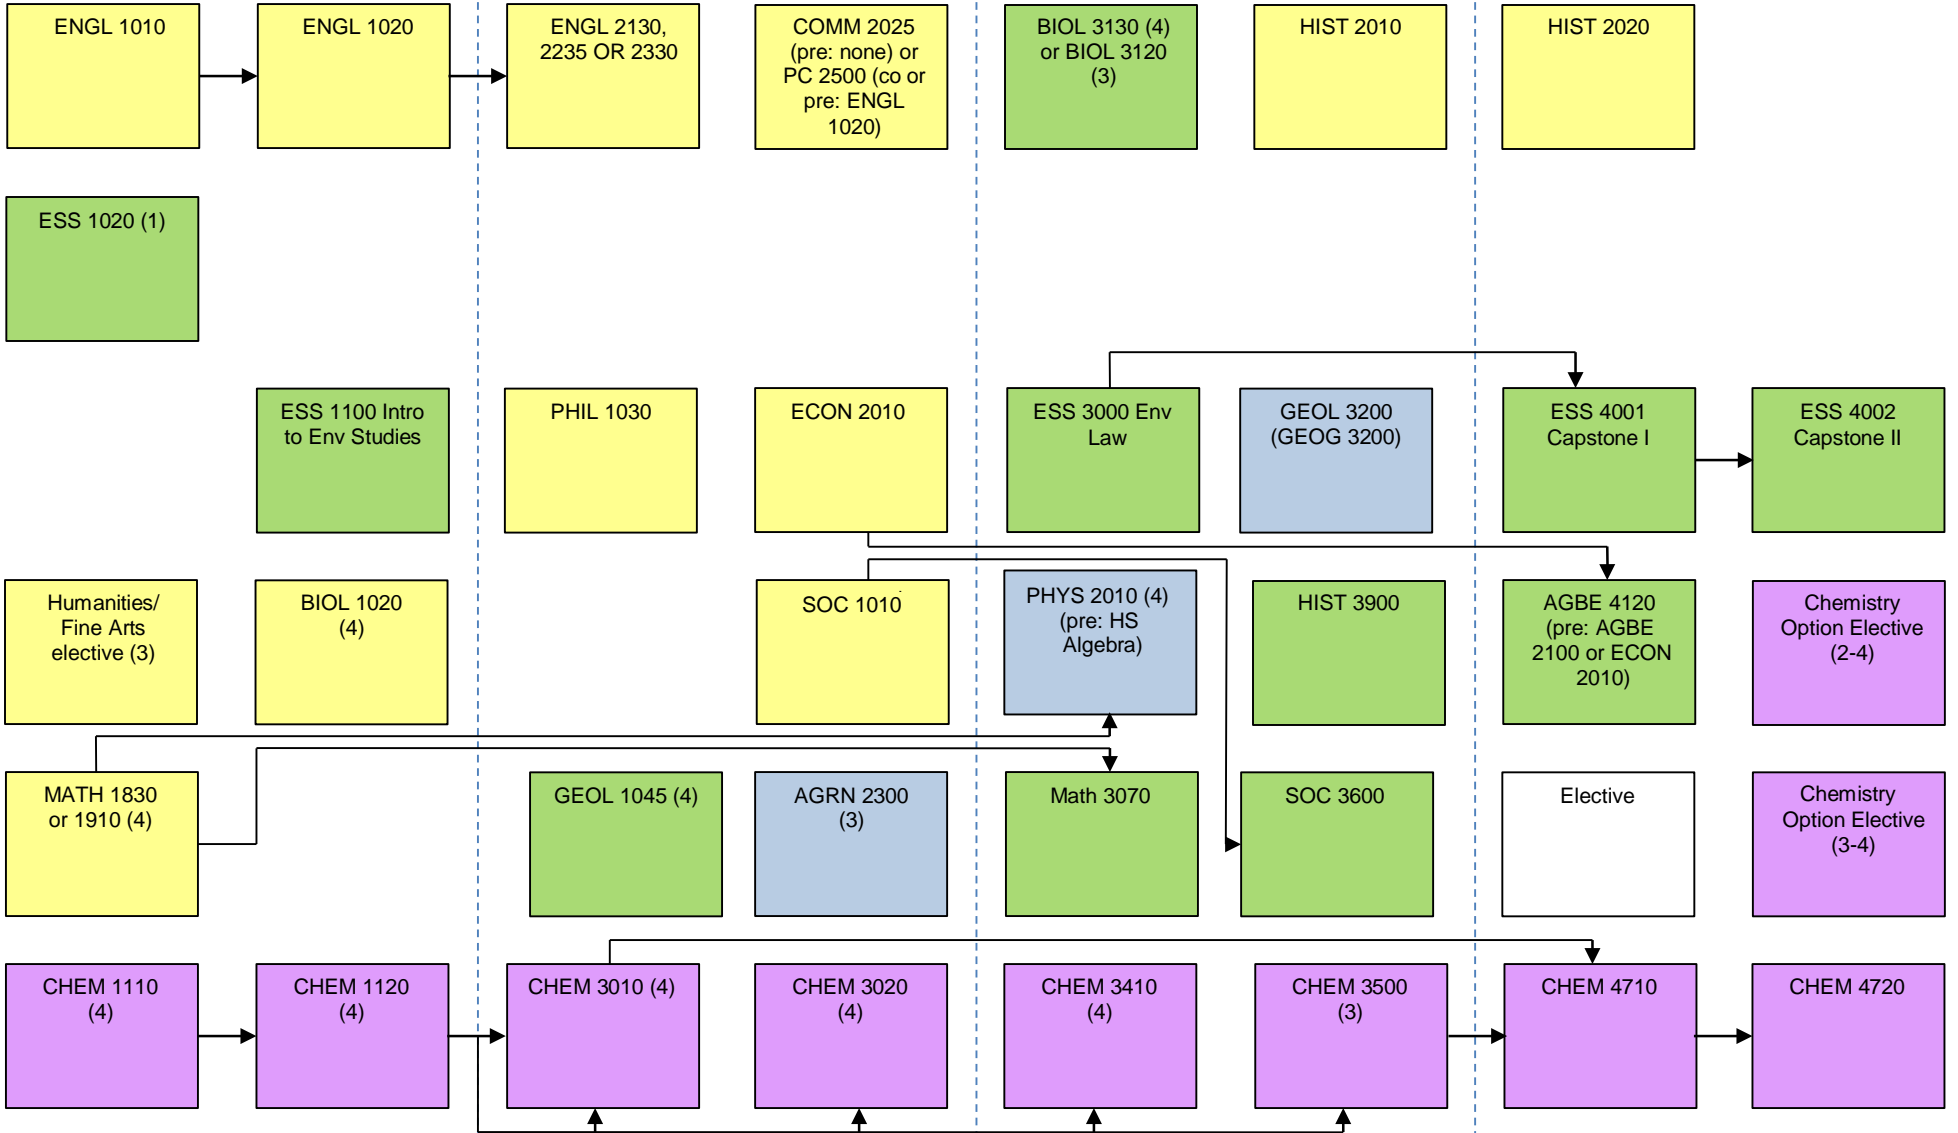 ENGL 1010
ENGL 1020
ENGL 2130,
2235 OR 2330
COMM 2025
(pre: none) or
PC 2500 (co or
pre: ENGL
1020)
BIOL 3130 (4)
or BIOL 3120
(3)
HIST 2010
HIST 2020
ESS 1020 (1)
ESS 1100 Intro
to Env Studies
PHIL 1030
ECON 2010
ESS 3000 Env
Law
GEOL 3200
(GEOG 3200)
ESS 4001
Capstone I
ESS 4002
Capstone II
Humanities/
Fine Arts
elective (3)
BIOL 1020
(4)
SOC 1010
PHYS 2010 (4)
(pre: HS
Algebra)
HIST 3900
AGBE 4120
(pre: AGBE
2100 or ECON
2010)
Chemistry
Option Elective
(2-4)
MATH 1830
or 1910 (4)
GEOL 1045 (4)
AGRN 2300
(3)
Math 3070
SOC 3600
Elective
Chemistry
Option Elective
(3-4)
CHEM 1110
(4)
CHEM 1120
(4)
CHEM 3010 (4)
CHEM 3020
(4)
CHEM 3410
(4)
CHEM 3500
(3)
CHEM 4710
CHEM 4720